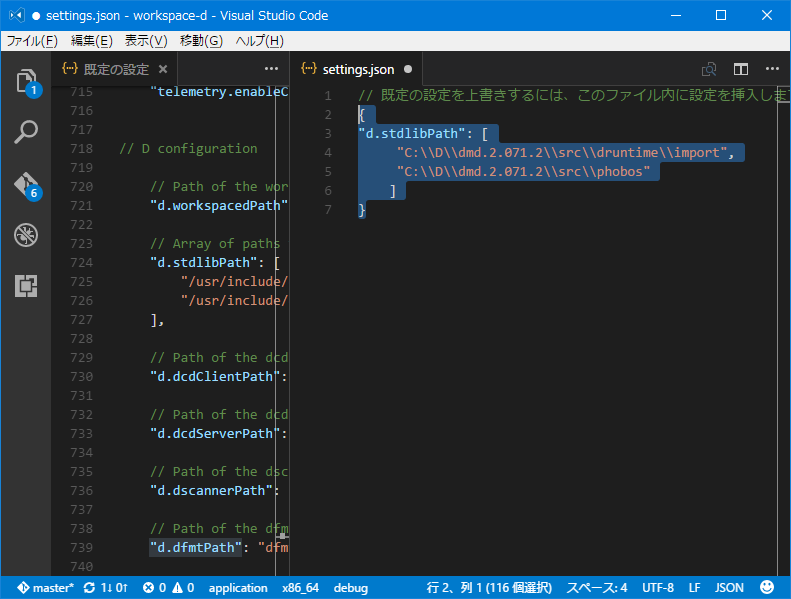 ● settings.json - workspace-d - Visual Studio Code
ファイル(F) 編集(E) 表示(V) 移動(G) ヘルプ(H)
{··} 既定の設定 × ···
{··} settings.json ● ···
1
6
715 "telemetry.enableC
716
717
718 // D configuration
719
720 // Path of the wor
721 "d.workspacedPath"
722
723 // Array of paths
724 "d.stdlibPath": [
725 "/usr/include/
726 "/usr/include/
727 ],
728
729 // Path of the dcd
730 "d.dcdClientPath":
731
732 // Path of the dcd
733 "d.dcdServerPath":
734
735 // Path of the dsc
736 "d.dscannerPath":
737
738 // Path of the dfm
739 "d.dfmtPath": "dfm
740
1 // 既定の設定を上書きするには、このファイル内に設定を挿入しま
2 {
3 "d.stdlibPath": [
4 "C:\\D\\dmd.2.071.2\\src\\druntime\\import",
5 "C:\\D\\dmd.2.071.2\\src\\phobos"
6 ]
7 }
master* 1↓ 0↑ 0 0 application x86_64 debug 行 2、列 1 (116 個選択) スペース: 4 UTF-8 LF JSON